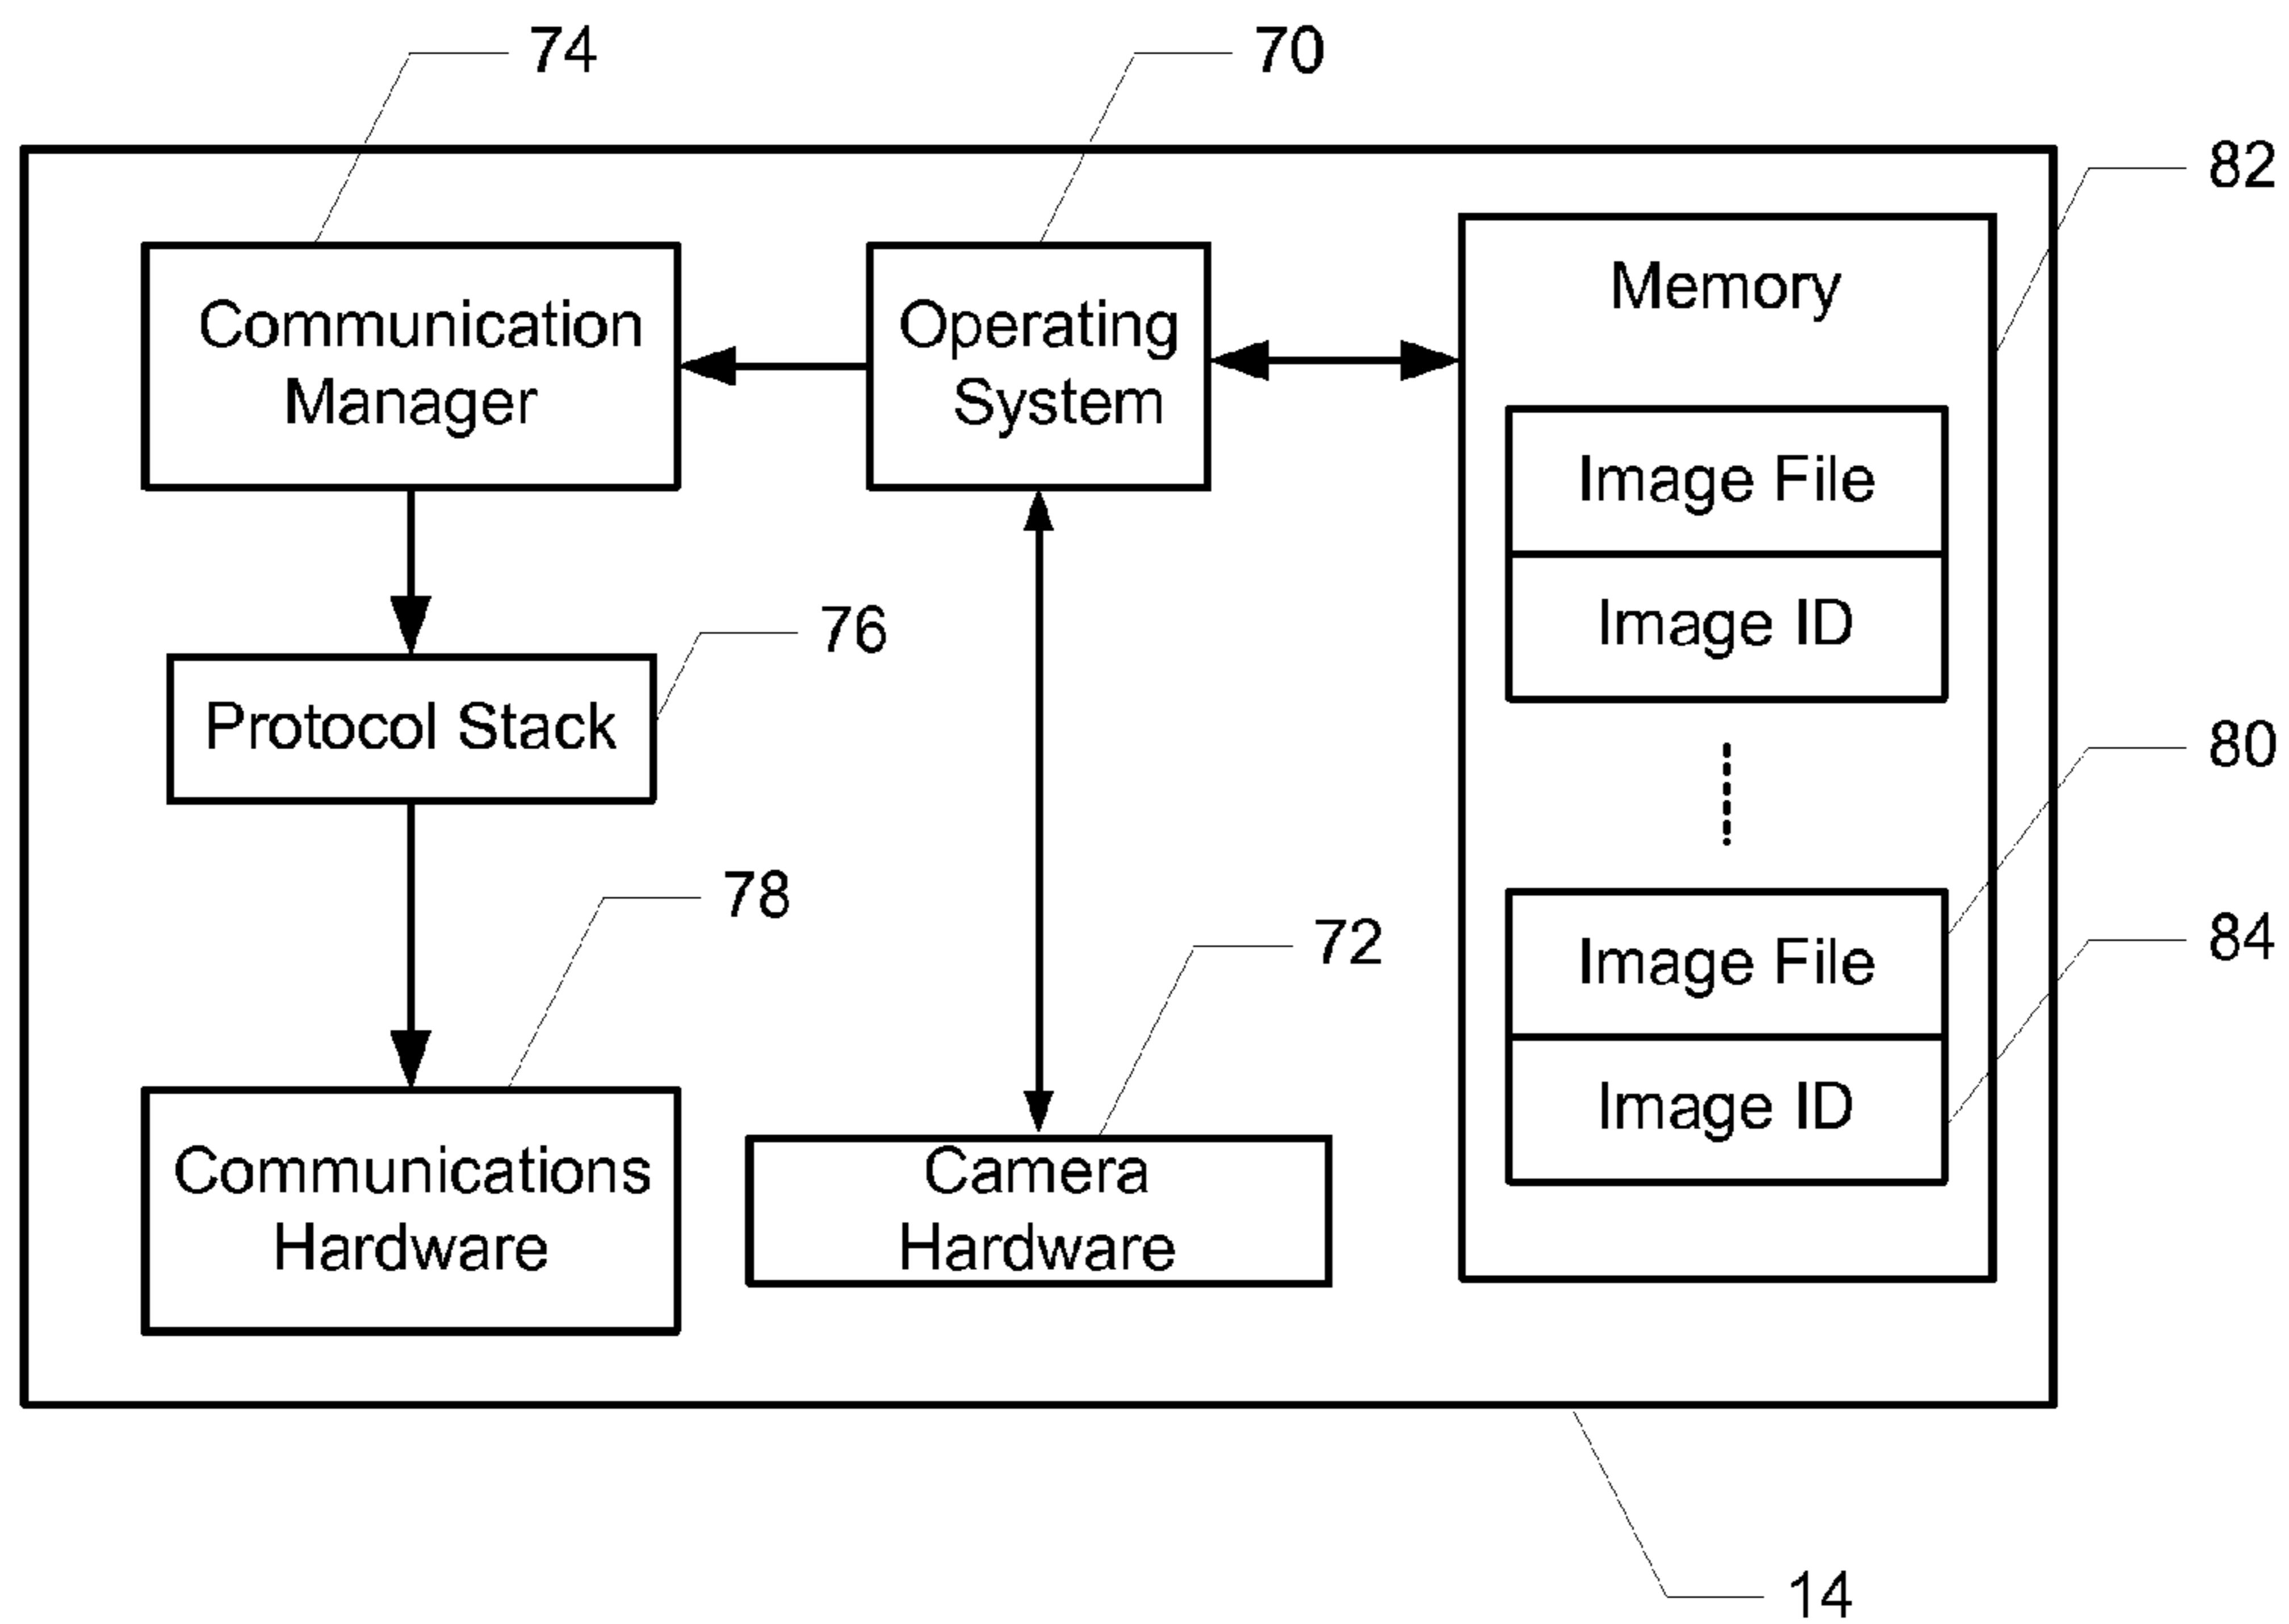 74
70
82
Communication
Manager
Operating
System
Memory
Image File
Image ID
76
Protocol Stack
80
78
72
Image File
84
Image ID
Communications
Hardware
Camera
Hardware
14